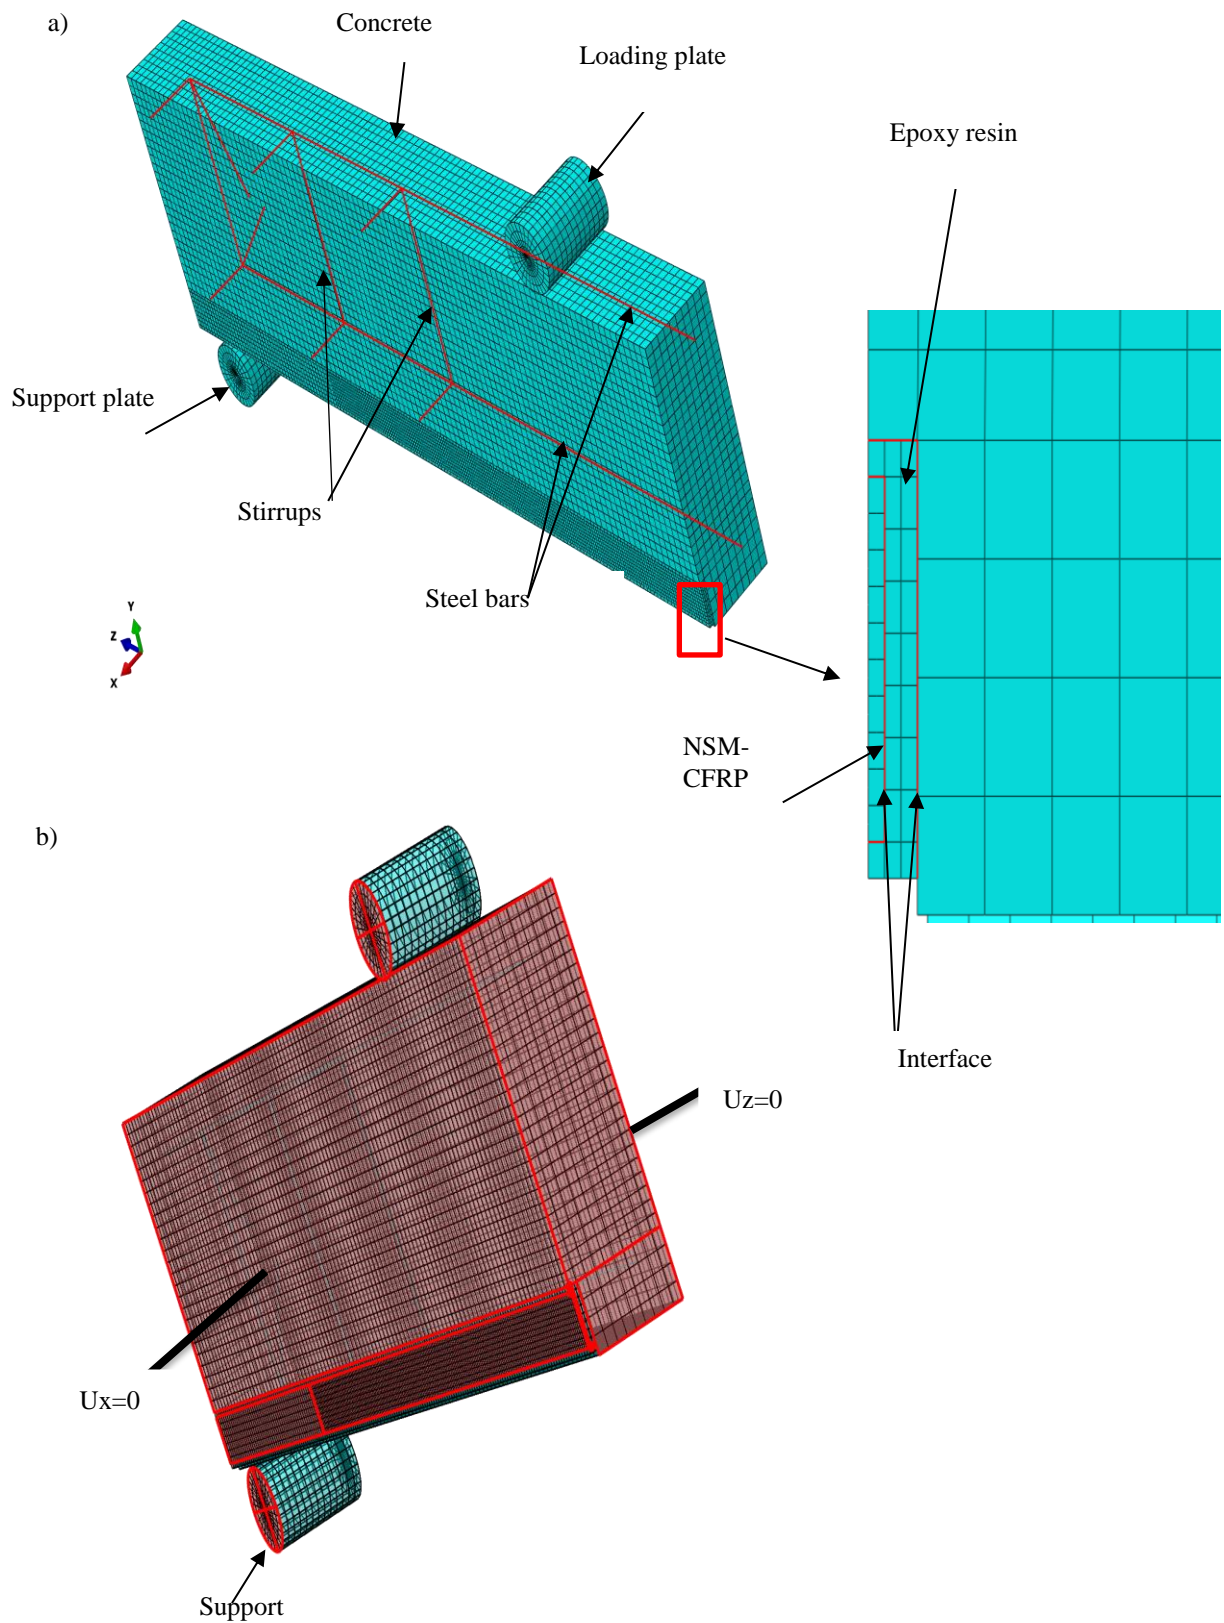 a)
Concrete
Loading plate
Epoxy resin
Support plate
Stirrups
Steel bars
Y
Z
X
NSM-
CFRP
b)
Interface
Uz=0
Ux=0
Support